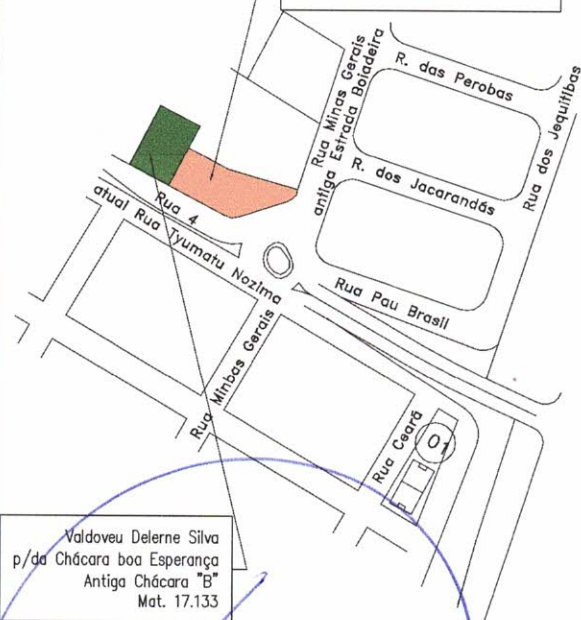 Rua Minas Gerais
antiga Estrada Boiadeira
R. das Perobas
Rua dos Jequitibas
R. dos Jacarandás
Rua 4
atual Rua Tyumatu Nozima
Rua Pau Brasil
Rua Minbas Gerais
Rua Ceará
01
Valdoveu Delerne Silva
p/da Chácara boa Esperança
Antiga Chácara "B"
Mat. 17.133